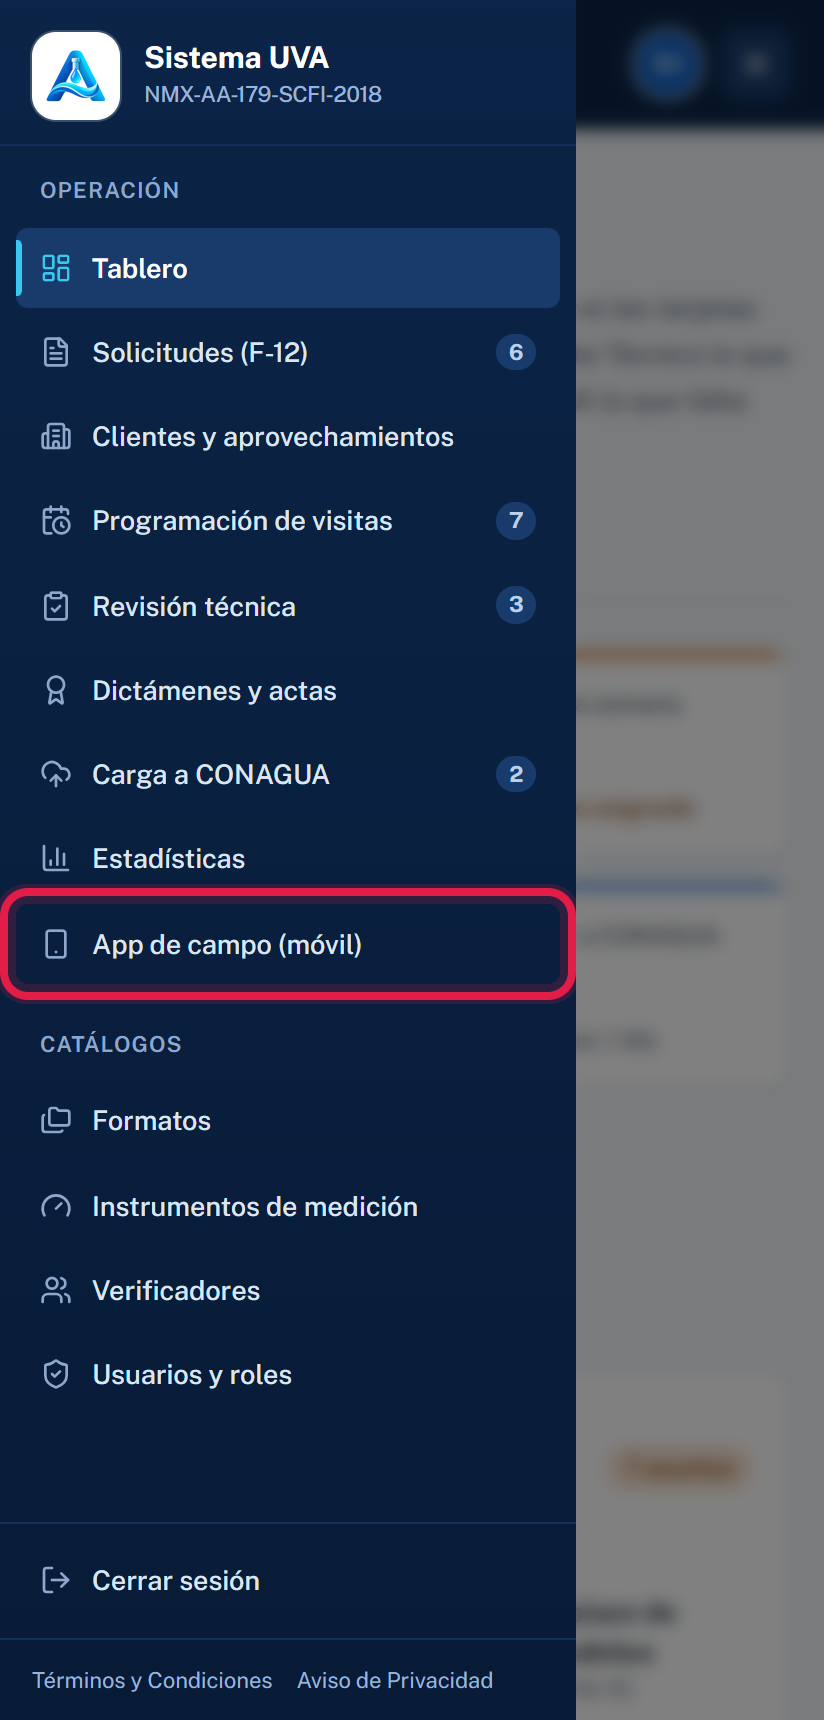 Sistema UVA
NMX-AA-179-SCFI-2018
OPERACIÓN
Tablero
Solicitudes (F-12) 6
Clientes y aprovechamientos
Programación de visitas 7
Revisión técnica 3
Dictámenes y actas
Carga a CONAGUA 2
Estadísticas
App de campo (móvil)
CATÁLOGOS
Formatos
Instrumentos de medición
Verificadores
Usuarios y roles
Cerrar sesión
Términos y Condiciones Aviso de Privacidad